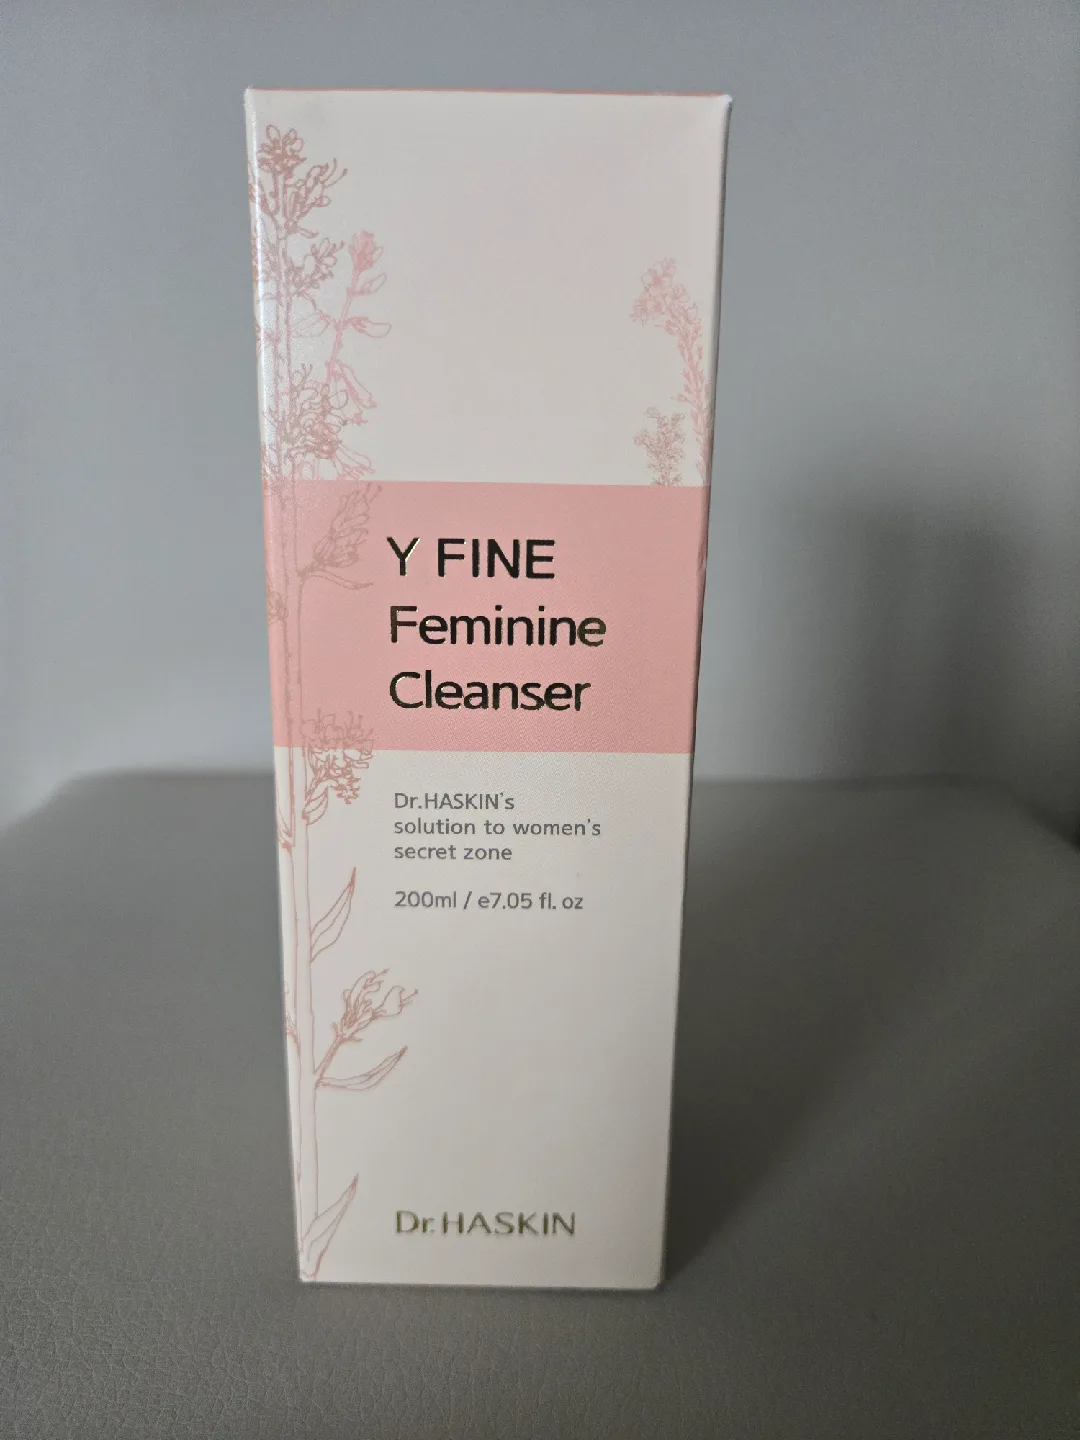 Y FINE
Feminine
Cleanser
Dr.HASKIN's
solution to women's
secret zone
200ml / e7.05 fl. oz
Dr.HASKIN